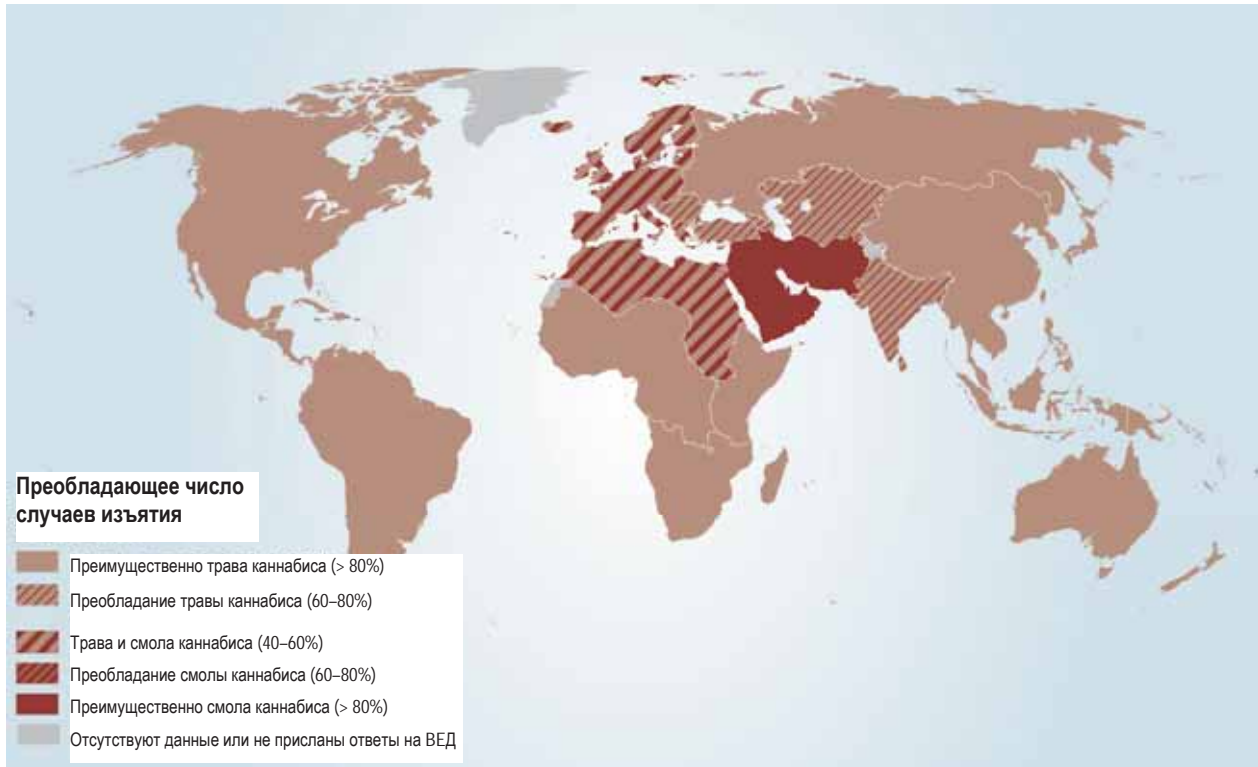 Преобладающее число
случаев изъятия
Преимущественно трава каннабиса (> 80%)
Преобладание травы каннабиса (60–80%)
Трава и смола каннабиса (40–60%)
Преобладание смолы каннабиса (60–80%)
Преимущественно смола каннабиса (> 80%)
Отсутствуют данные или не присланы ответы на ВЕД